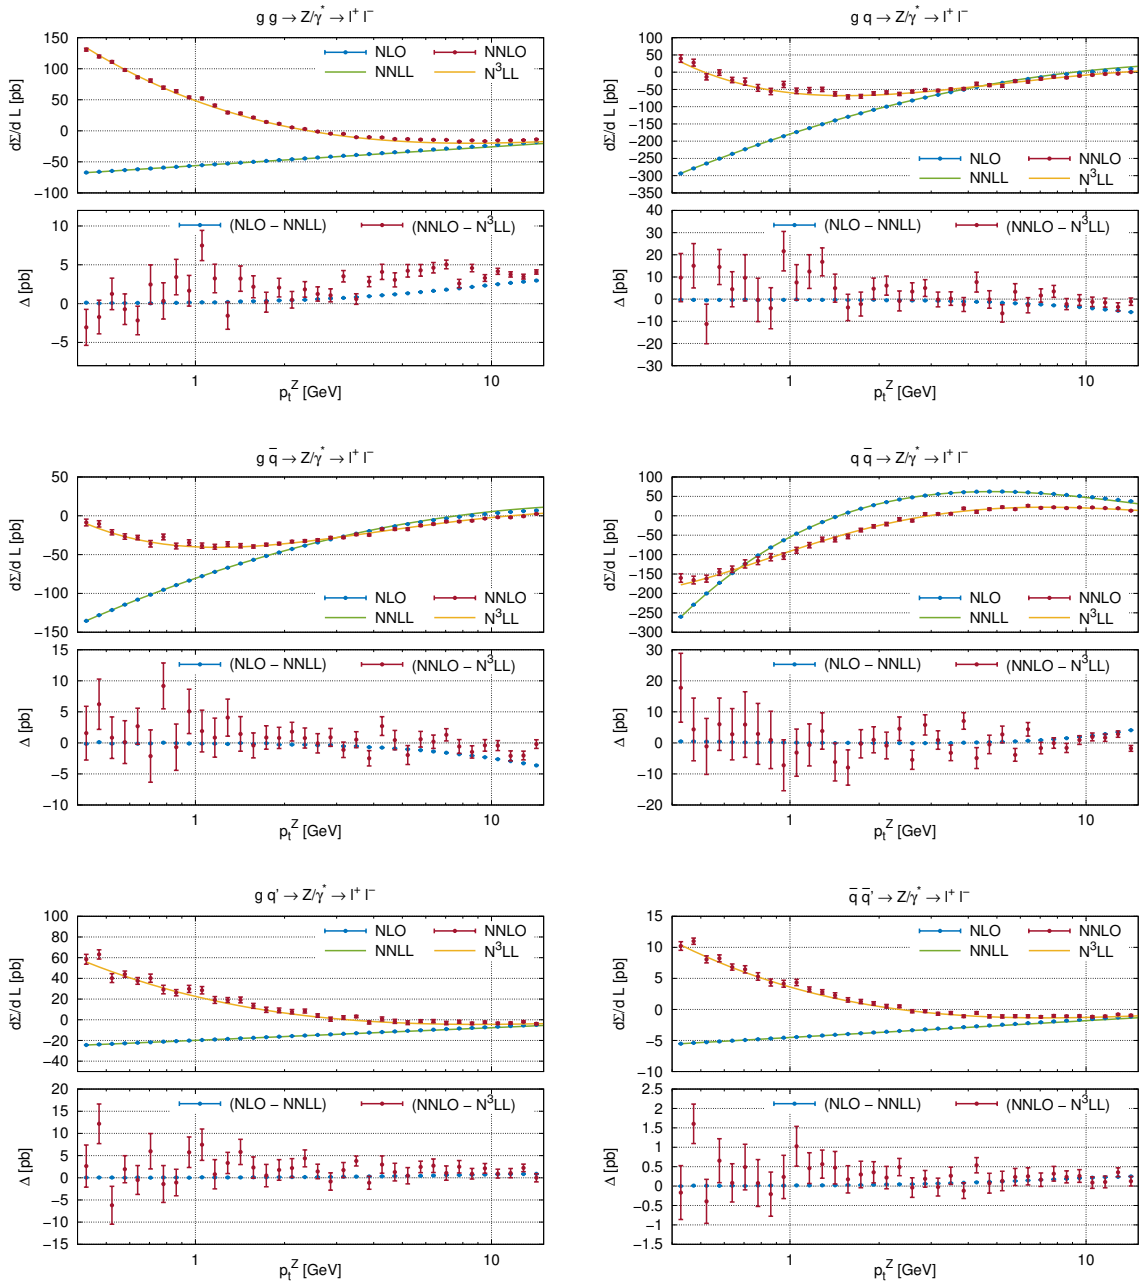 g g → Z/γ* → l⁺ l⁻
dΣ/d L [pb]
150
100
50
0
−50
−100
NLO
NNLL
NNLO
N³LL
Δ [pb]
10
5
0
−5
(NLO − NNLL)
(NNLO − N³LL)
1
10
pₜᶻ [GeV]
g q → Z/γ* → l⁺ l⁻
dΣ/d L [pb]
100
50
0
−50
−100
−150
−200
−250
−300
−350
NLO
NNLL
NNLO
N³LL
Δ [pb]
40
30
20
10
0
−10
−20
−30
(NLO − NNLL)
(NNLO − N³LL)
1
10
pₜᶻ [GeV]
g q̅ → Z/γ* → l⁺ l⁻
dΣ/d L [pb]
50
0
−50
−100
−150
NLO
NNLL
NNLO
N³LL
Δ [pb]
15
10
5
0
−5
−10
(NLO − NNLL)
(NNLO − N³LL)
1
10
pₜᶻ [GeV]
q q̅ → Z/γ* → l⁺ l⁻
dΣ/d L [pb]
100
50
0
−50
−100
−150
−200
−250
−300
NLO
NNLL
NNLO
N³LL
Δ [pb]
30
20
10
0
−10
−20
(NLO − NNLL)
(NNLO − N³LL)
1
10
pₜᶻ [GeV]
g q' → Z/γ* → l⁺ l⁻
dΣ/d L [pb]
100
80
60
40
20
0
−20
−40
NLO
NNLL
NNLO
N³LL
Δ [pb]
20
15
10
5
0
−5
−10
−15
(NLO − NNLL)
(NNLO − N³LL)
1
10
pₜᶻ [GeV]
q̅ q̅' → Z/γ* → l⁺ l⁻
dΣ/d L [pb]
15
10
5
0
−5
−10
NLO
NNLL
NNLO
N³LL
Δ [pb]
2.5
2
1.5
1
0.5
0
−0.5
−1
−1.5
(NLO − NNLL)
(NNLO − N³LL)
1
10
pₜᶻ [GeV]